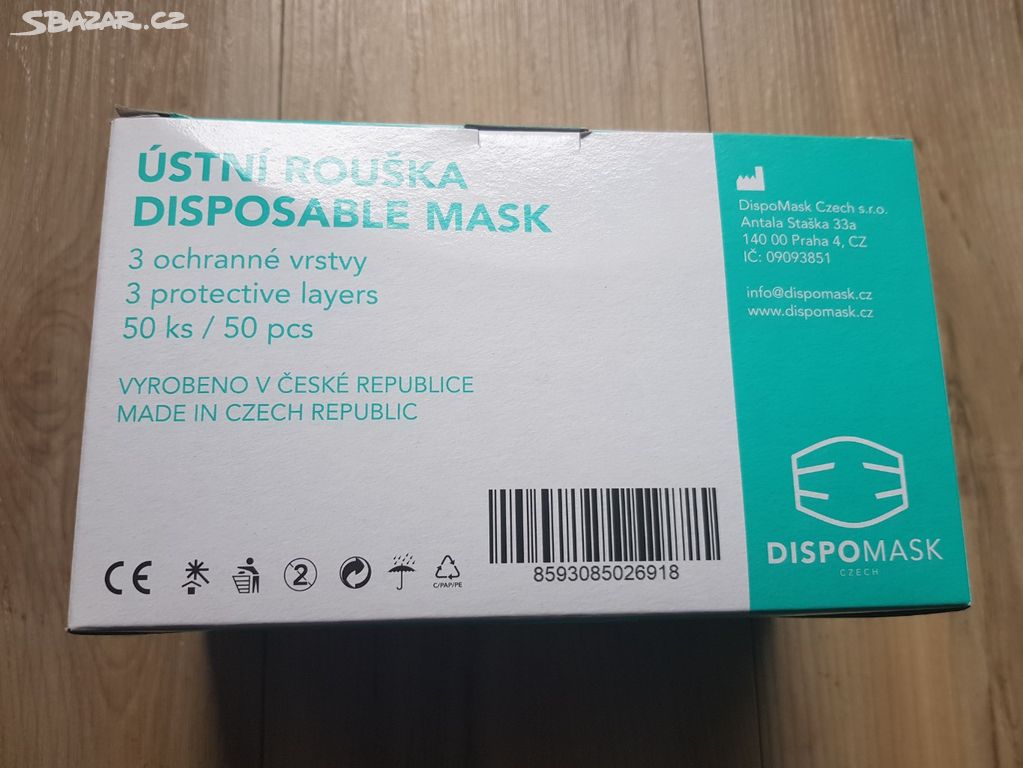 SBAZAR.CZ
ÚSTNÍ ROUŠKA
DISPOSABLE MASK
3 ochranné vrstvy
3 protective layers
50 ks / 50 pcs
VYROBENO V ČESKÉ REPUBLICE
MADE IN CZECH REPUBLIC
CE
2
C/PAP/PE
8593085026918
DispoMask Czech s.r.o.
Antala Staška 33a
140 00 Praha 4, CZ
IČ: 09093851
info@dispomask.cz
www.dispomask.cz
DISPOMASK
CZECH